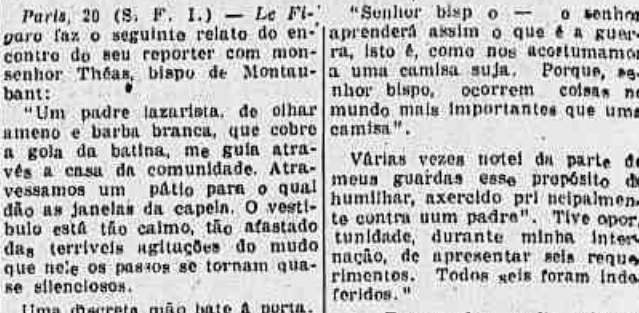 Paris, 20 (S. F. I.) — Le Fi-
garo faz o seguinte relato do en-
contro do seu reporter com mon-
senhor Théas, bispo de Montau-
bant:
"Um padre lazarista, de olhar
ameno e barba branca, que cobre
a gola da batina, me guia atra-
vés a casa da comunidade. Atra-
vessamos um pátio para o qual
dão as janelas da capela. O vesti-
bulo está tão calmo, tão afastado
das terriveis agitações do mudo
que nele os passos se tornam qua-
se silenciosos.
Uma discreta mão bate à porta.
"Senhor bisp o — o senhor
aprenderá assim o que é a guer-
ra, isto é, como nos acostumamos
a uma camisa suja. Porque, se-
nhor bispo, ocorrem coisas no
mundo mais importantes que uma
camisa".
Várias vezes notei da parte de
meus guardas esse propósito de
humilhar, axercido pri ncipalmen-
te contra uum padre". Tive opor-
tunidade, durante minha inter-
nação, de apresentar seis reque-
rimentos. Todos seis foram inde-
feridos."